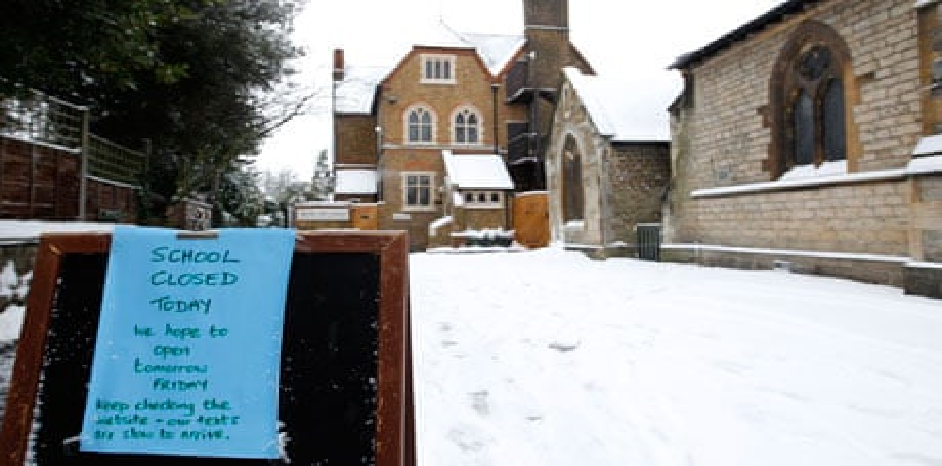 SCHOOL
CLOSED
TODAY
We hope to
open
tomorrow
FRIDAY
Keep checking the
website - our texts
are slow to arrive.